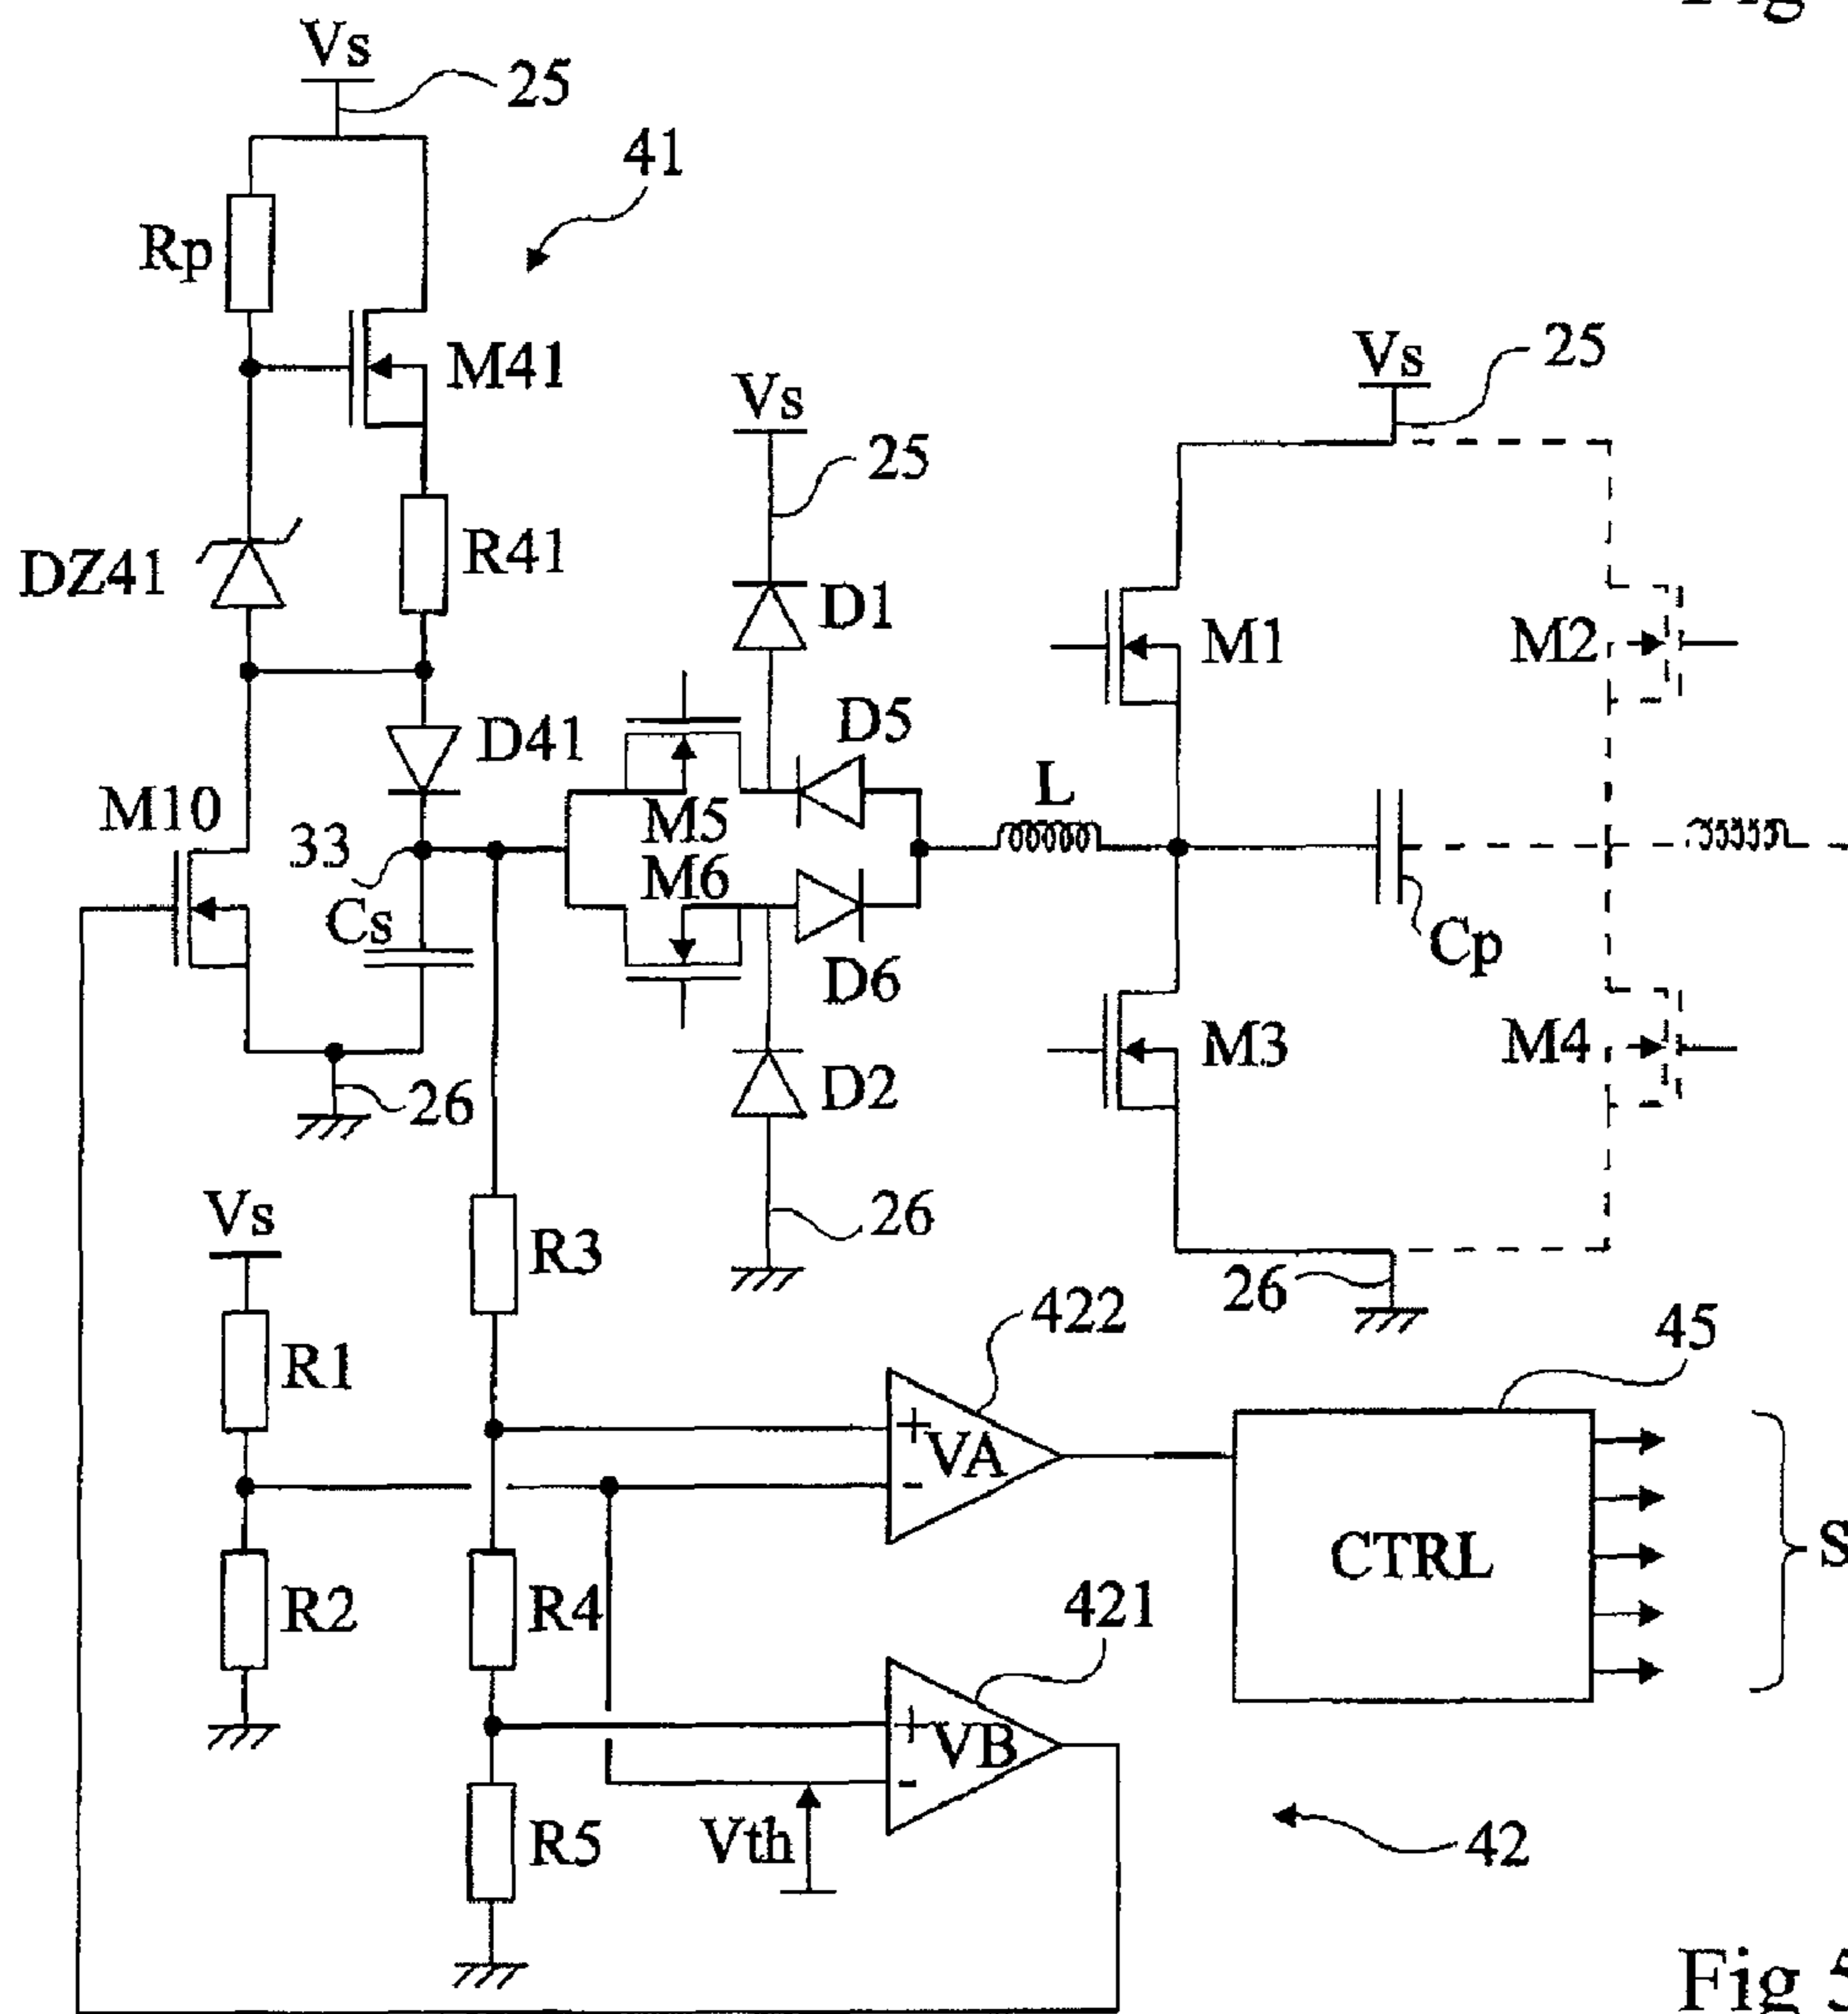 Fig
Vs
25
41
Rp
M41
Vs
25
Vs
25
DZ41
R41
D1
M1
M2
D41
D5
M10
33
M5
L
M6
Cs
Cp
D6
M3
M4
26
D2
Vs
R3
26
26
422
45
R1
+
VA
-
CTRL
S
R2
R4
421
+
VB
-
R5
Vth
42
Fig 5